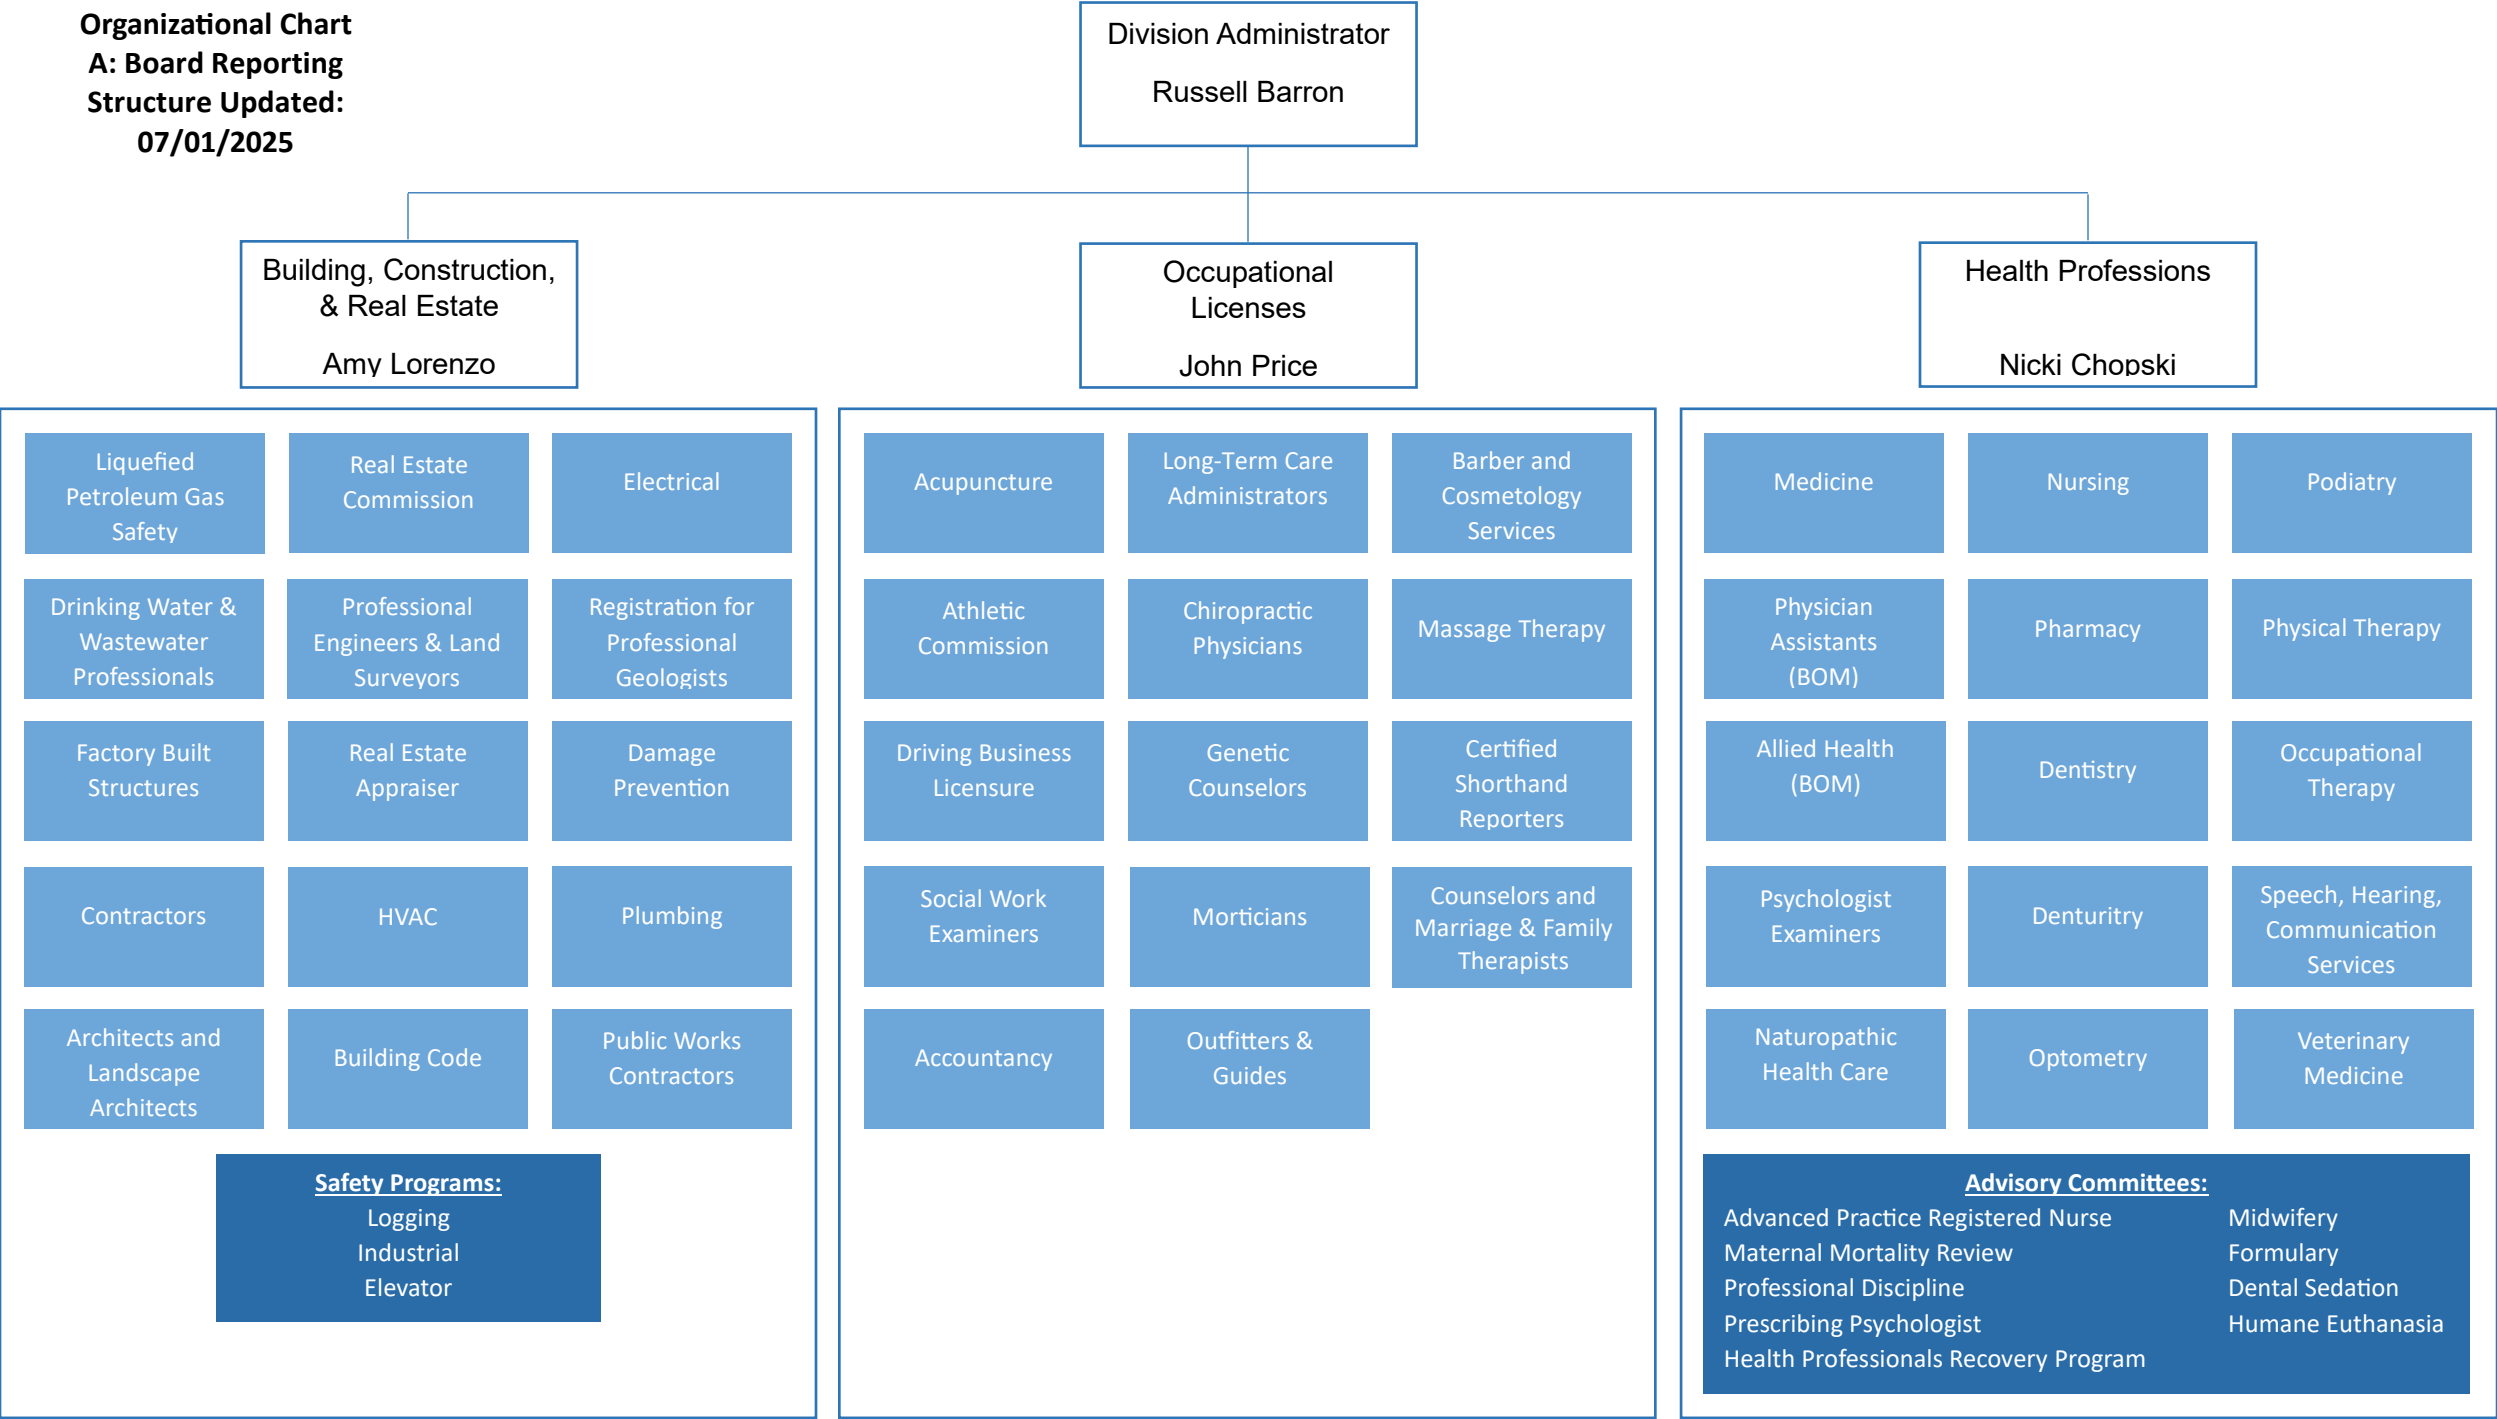 Organizational Chart
A: Board Reporting
Structure Updated:
07/01/2025
Division Administrator
Russell Barron
Building, Construction,
& Real Estate
Amy Lorenzo
Occupational
Licenses
John Price
Health Professions
Nicki Chopski
Liquefied
Petroleum Gas
Safety
Real Estate
Commission
Electrical
Drinking Water &
Wastewater
Professionals
Professional
Engineers & Land
Surveyors
Registration for
Professional
Geologists
Factory Built
Structures
Real Estate
Appraiser
Damage
Prevention
Contractors
HVAC
Plumbing
Architects and
Landscape
Architects
Building Code
Public Works
Contractors
Safety Programs:
Logging
Industrial
Elevator
Acupuncture
Long-Term Care
Administrators
Barber and
Cosmetology
Services
Athletic
Commission
Chiropractic
Physicians
Massage Therapy
Driving Business
Licensure
Genetic
Counselors
Certified
Shorthand
Reporters
Social Work
Examiners
Morticians
Counselors and
Marriage & Family
Therapists
Accountancy
Outfitters &
Guides
Medicine
Nursing
Podiatry
Physician
Assistants
(BOM)
Pharmacy
Physical Therapy
Allied Health
(BOM)
Dentistry
Occupational
Therapy
Psychologist
Examiners
Denturitry
Speech, Hearing,
Communication
Services
Naturopathic
Health Care
Optometry
Veterinary
Medicine
Advisory Committees:
Advanced Practice Registered Nurse
Maternal Mortality Review
Professional Discipline
Prescribing Psychologist
Health Professionals Recovery Program
Midwifery
Formulary
Dental Sedation
Humane Euthanasia